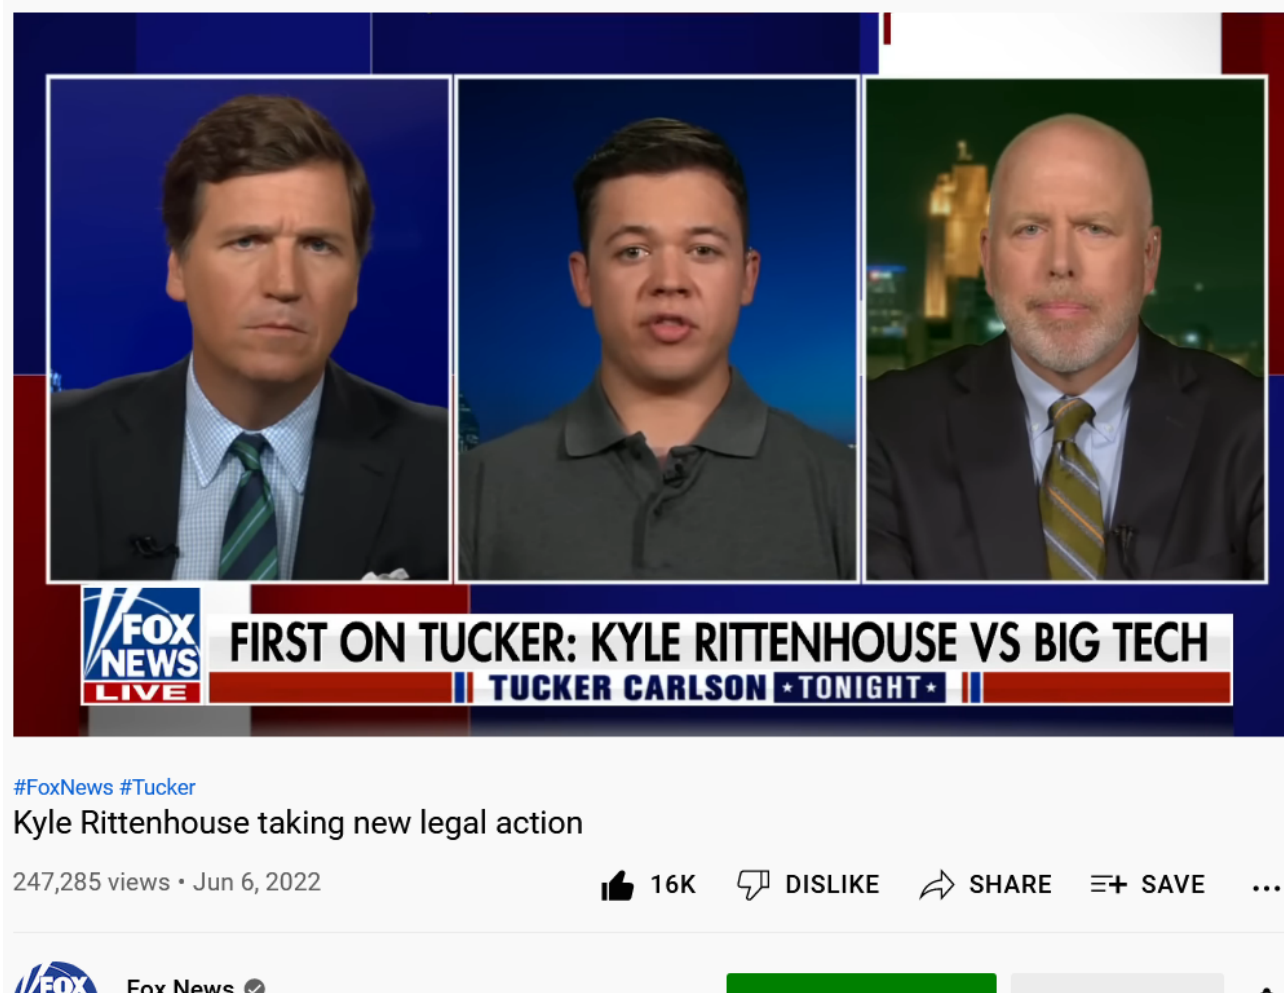 FOX
NEWS
LIVE
FIRST ON TUCKER: KYLE RITTENHOUSE VS BIG TECH
TUCKER CARLSON TONIGHT
#FoxNews #Tucker
Kyle Rittenhouse taking new legal action
247,285 views • Jun 6, 2022
16K DISLIKE SHARE SAVE ...
FOX
Fox News